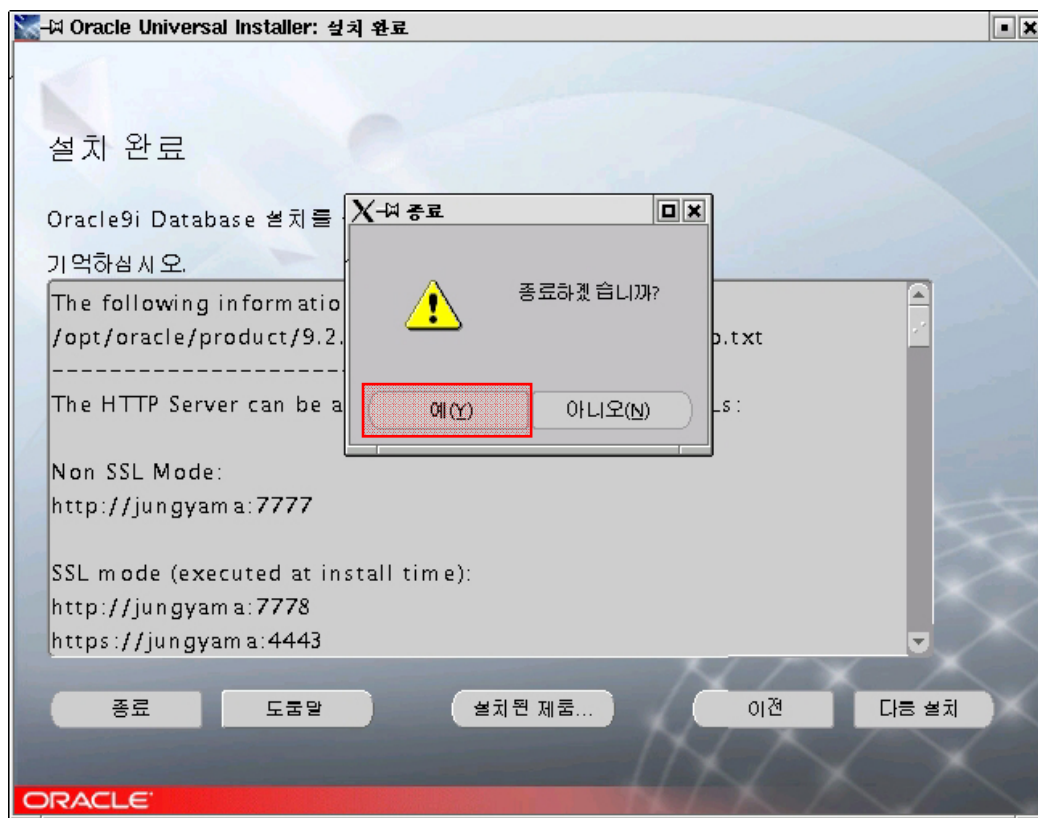 Oracle Universal Installer: 설치 완료
설치 완료
Oracle9i Database 설치를
기억하십시오.
The following informatio
/opt/oracle/product/9.2.
o.txt
--------------------
The HTTP Server can be a
Ls:
Non SSL Mode:
http://jungyama:7777
SSL mode (executed at install time):
http://jungyama:7778
https://jungyama:4443
종료
종료하겠습니까?
예(Y) 아니오(N)
종료 도움말 설치된 제품... 이전 다음 설치
ORACLE